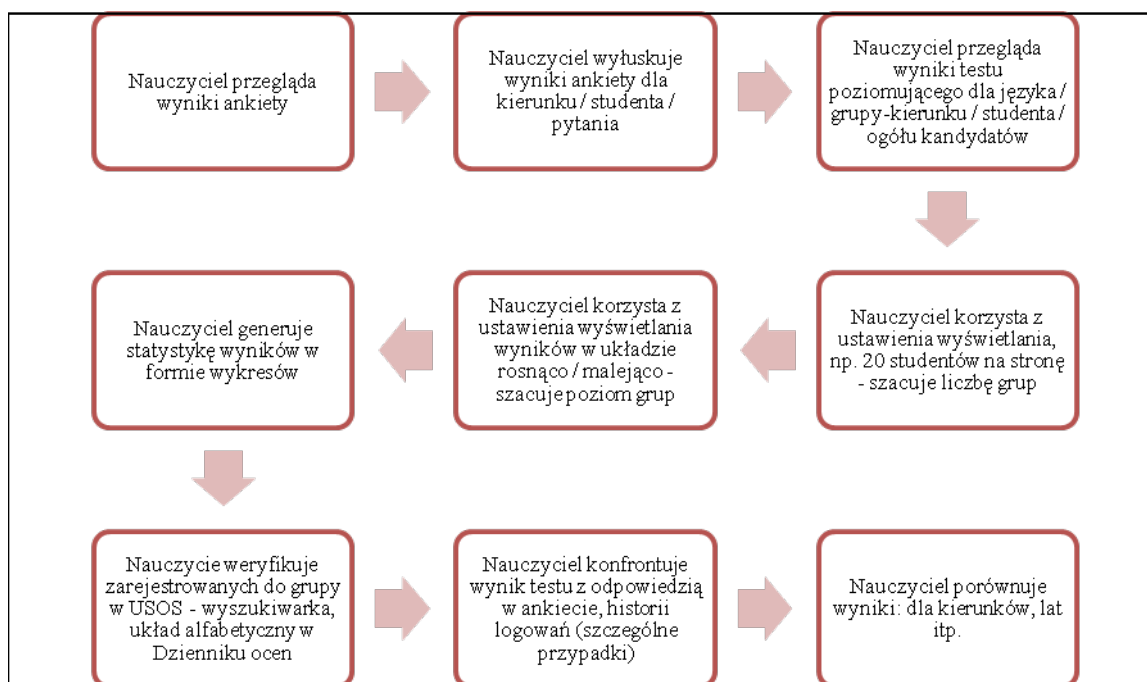 Nauczyciel przegląda
wyniki ankiety
Nauczyciel wyłuskuje
wyniki ankiety dla
kierunku / studenta /
pytania
Nauczyciel przegląda
wyniki testu
poziomującego dla języka /
grupy-kierunku / studenta /
ogółu kandydatów
Nauczyciel korzysta z
ustawienia wyświetlania,
np. 20 studentów na stronę
- szacuje liczbę grup
Nauczyciel korzysta z
ustawienia wyświetlania
wyników w układzie
rosnąco / malejąco -
szacuje poziom grup
Nauczyciel generuje
statystykę wyników w
formie wykresów
Nauczycie weryfikuje
zarejestrowanych do grupy
w USOS - wyszukiwarka,
układ alfabetyczny w
Dzienniku ocen
Nauczyciel konfrontuje
wynik testu z odpowiedzią
w ankiecie, historii
logowań (szczególne
przypadki)
Nauczyciel porównuje
wyniki: dla kierunków, lat
itp.